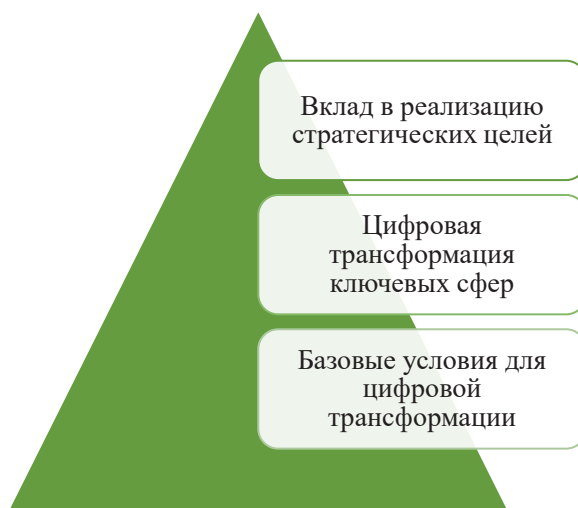 Вклад в реализацию
стратегических целей
Цифровая
трансформация
ключевых сфер
Базовые условия для
цифровой
трансформации